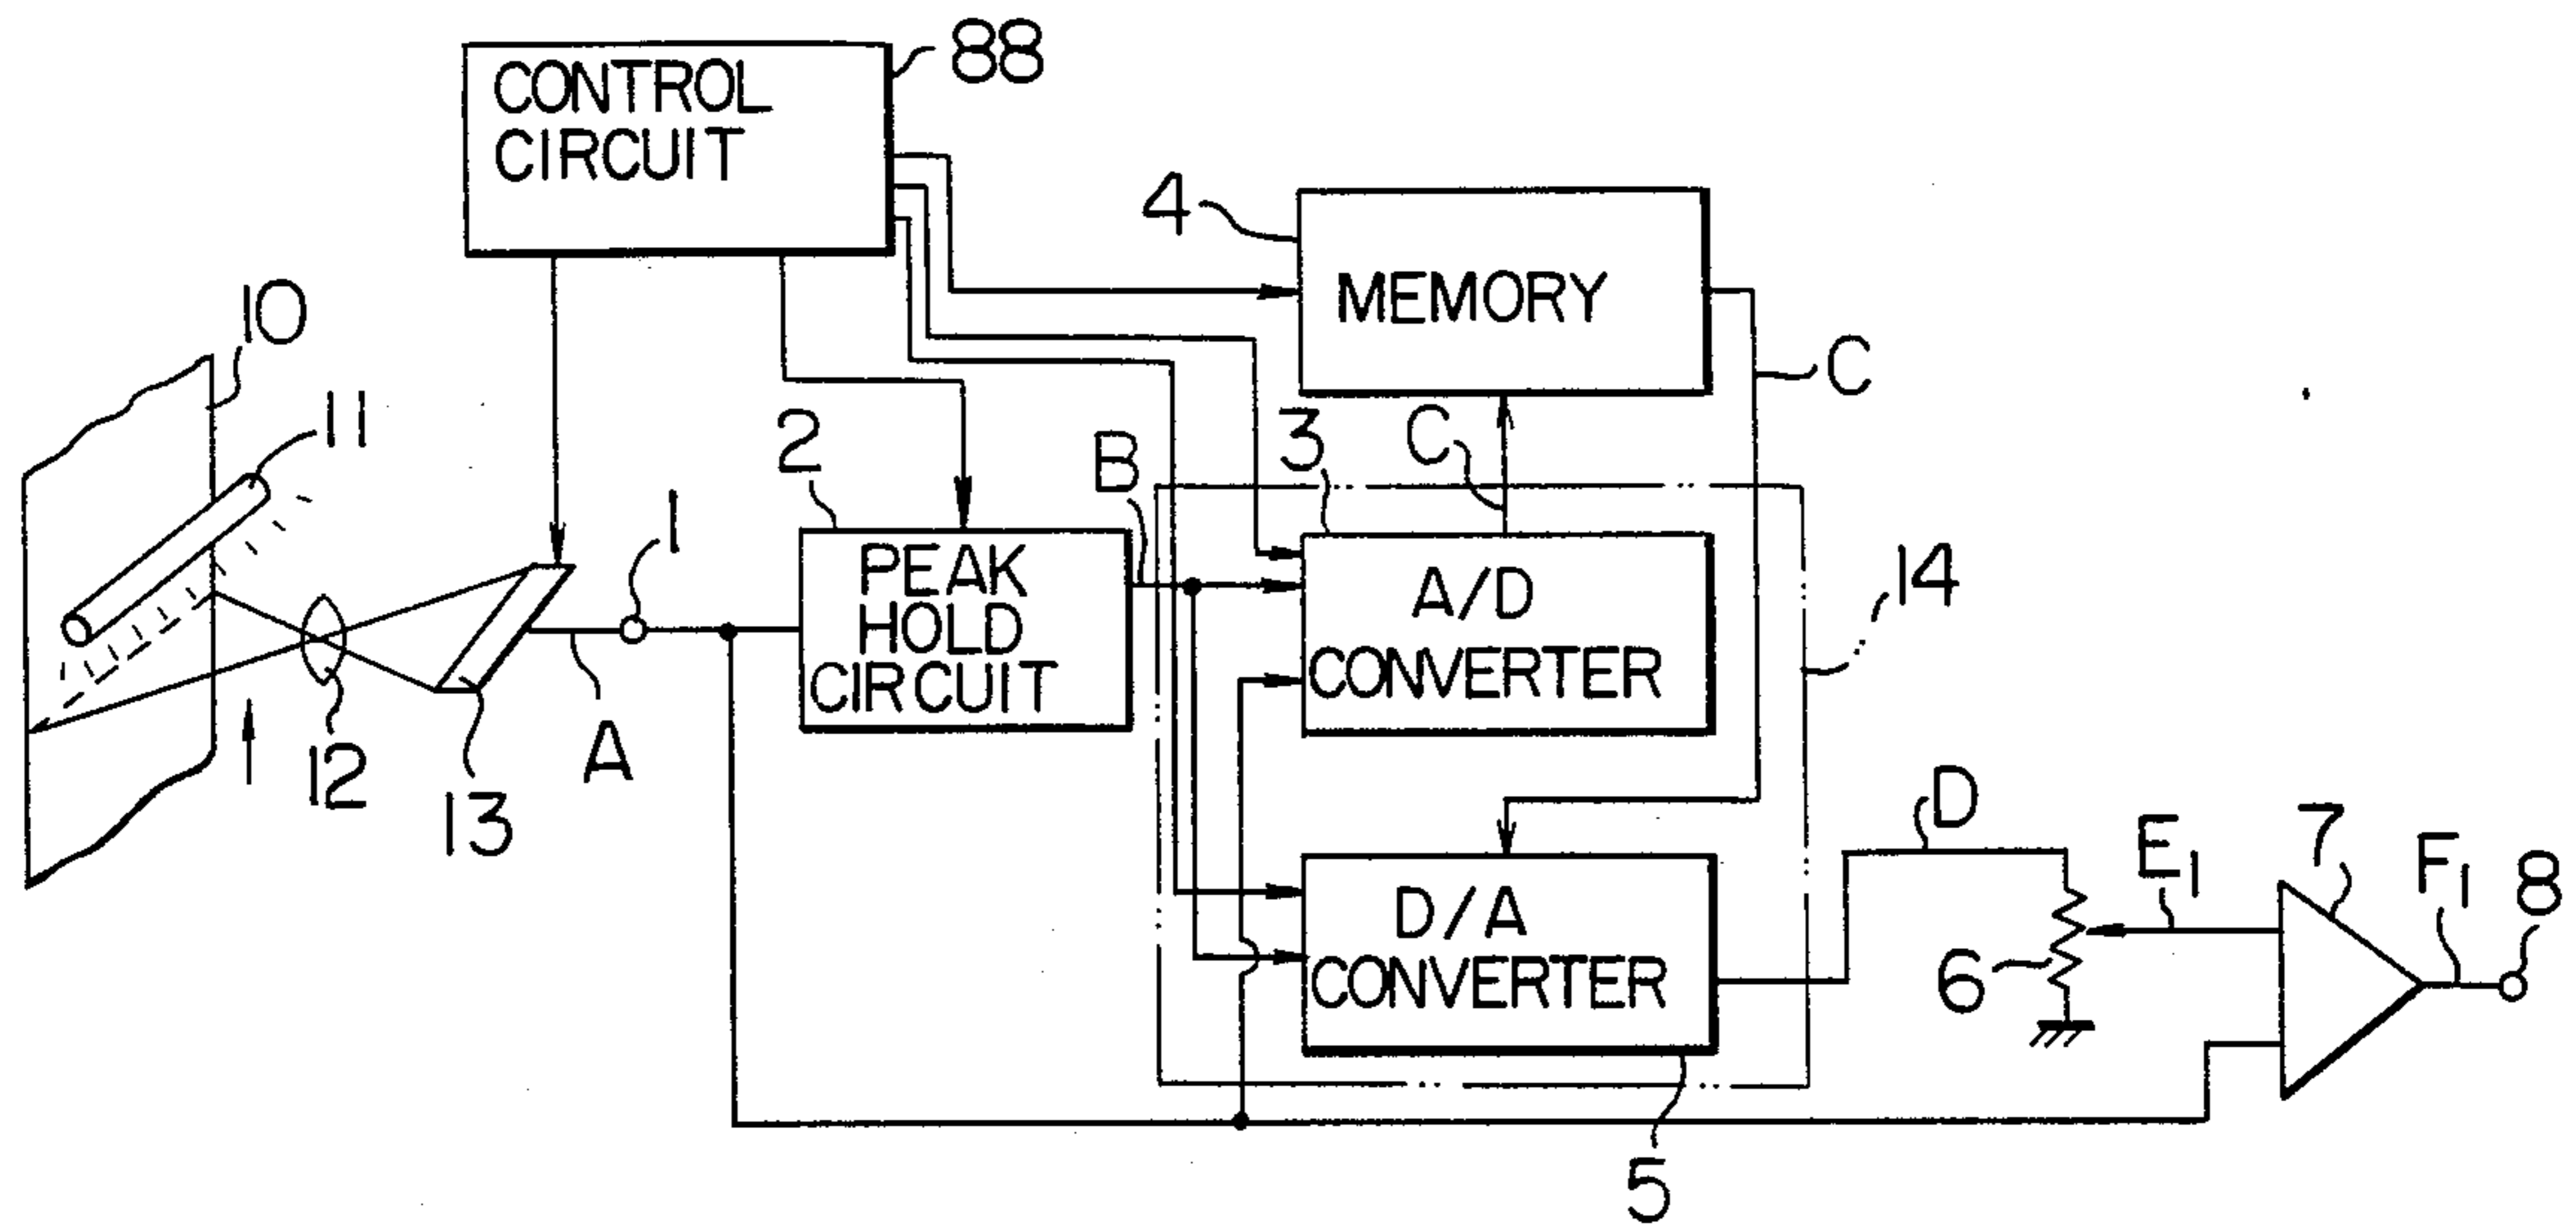 CONTROL
CIRCUIT
88
4
MEMORY
10
11
C
C
2
B
3
1
PEAK
HOLD
CIRCUIT
A/D
CONVERTER
14
A
12
13
D
E1
7
F1
8
D/A
CONVERTER
6
5